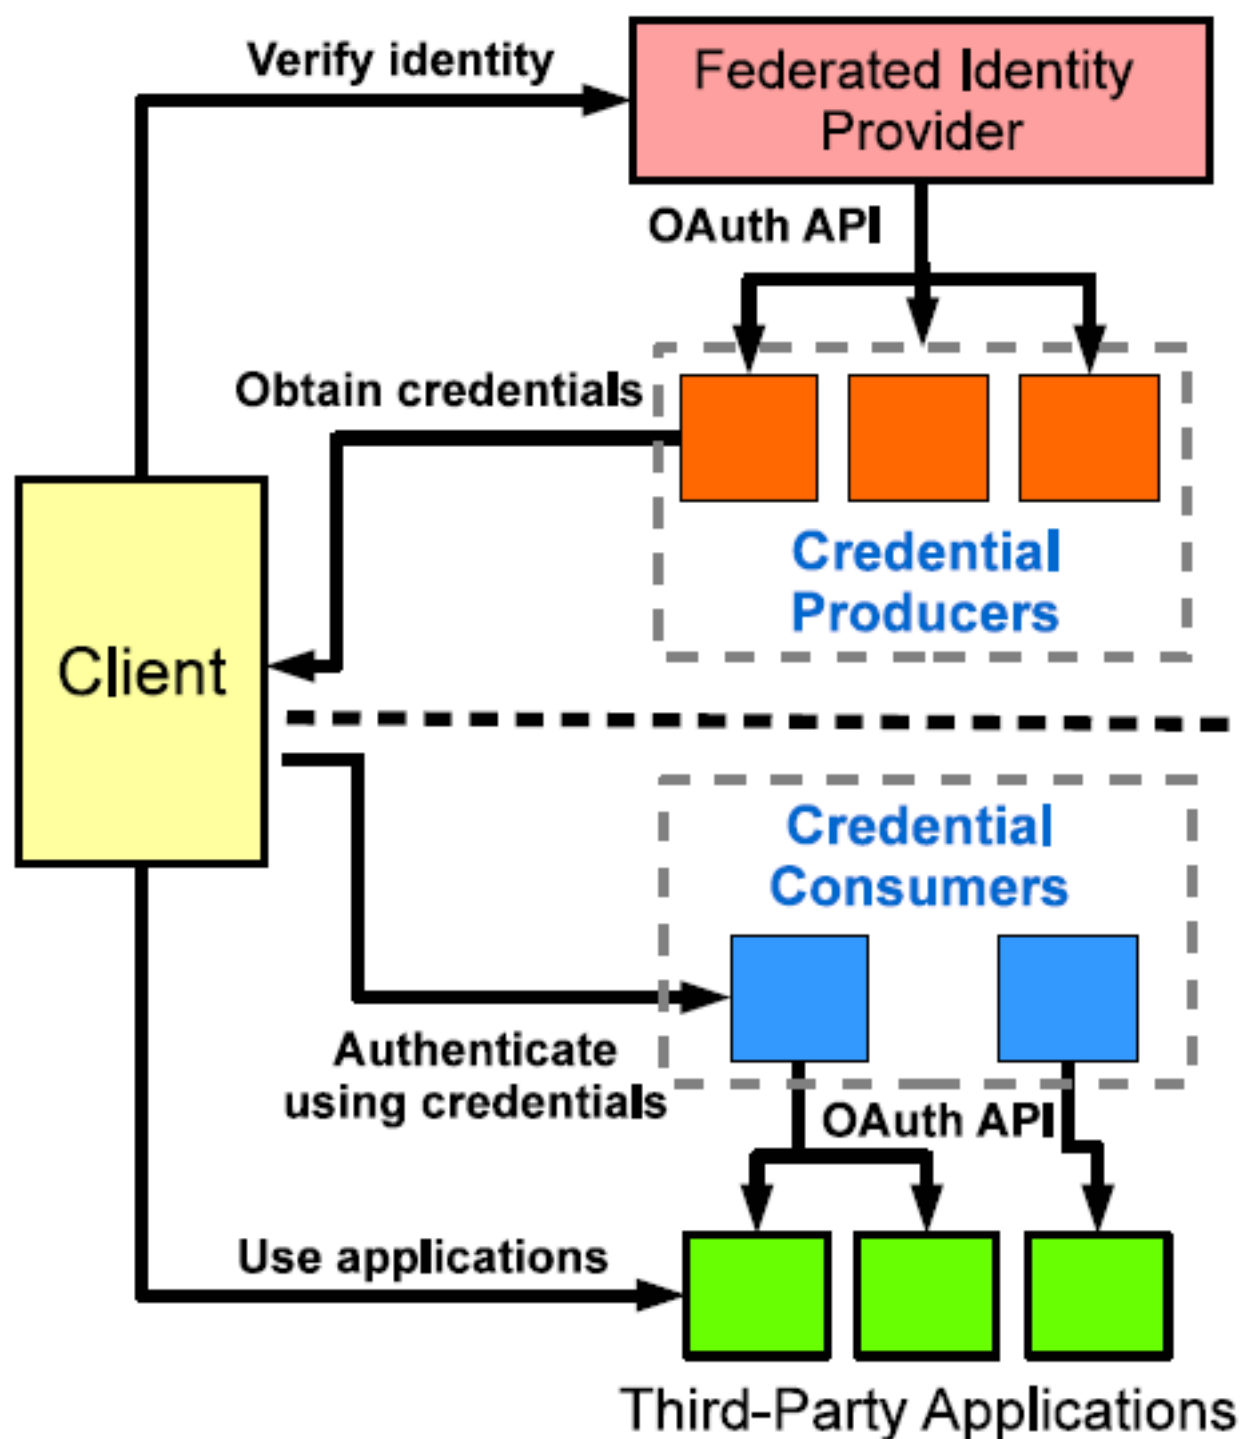 Verify identity
Federated Identity
Provider
OAuth API
Obtain credentials
Credential
Producers
Client
Credential
Consumers
Authenticate
using credentials
OAuth API
Use applications
Third-Party Applications